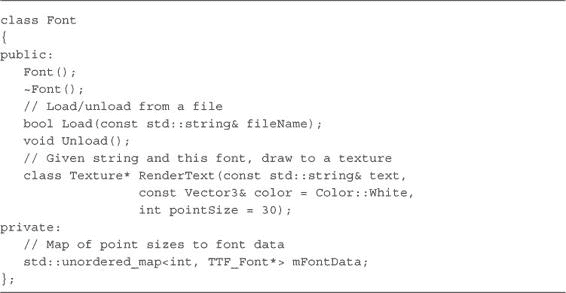 class Font
{
public:
   Font();
   ~Font();
   // Load/unload from a file
   bool Load(const std::string& fileName);
   void Unload();
   // Given string and this font, draw to a texture
   class Texture* RenderText(const std::string& text,
                  const Vector3& color = Color::White,
                  int pointSize = 30);
private:
   // Map of point sizes to font data
   std::unordered_map<int, TTF_Font*> mFontData;
};